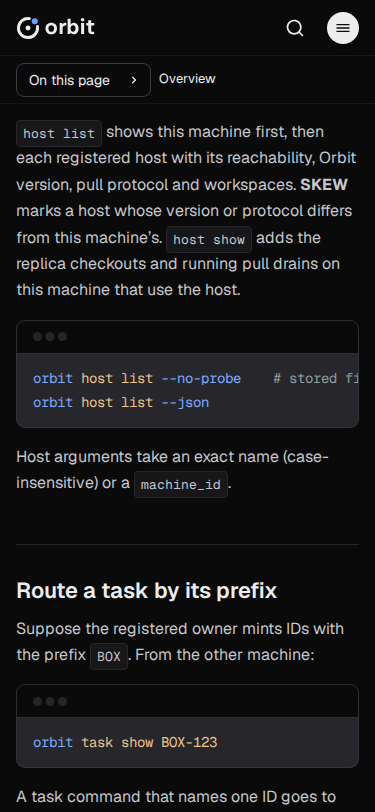 orbit
On this page
Overview
host list shows this machine first, then
each registered host with its reachability, Orbit
version, pull protocol and workspaces. SKEW
marks a host whose version or protocol differs
from this machine's. host show adds the
replica checkouts and running pull drains on
this machine that use the host.
orbit host list --no-probe    # stored fi
orbit host list --json
Host arguments take an exact name (case-
insensitive) or a machine_id.
Route a task by its prefix
Suppose the registered owner mints IDs with
the prefix BOX. From the other machine:
orbit task show BOX-123
A task command that names one ID goes to